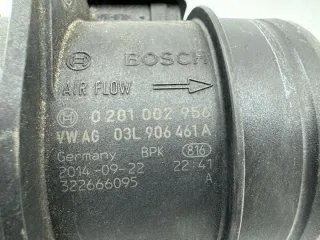 BOSCH
AIR FLOW
0 281 002 956
VW AG 03L 906 461 A
Germany BPK 816
2014-09-22 22:41
322666095 A